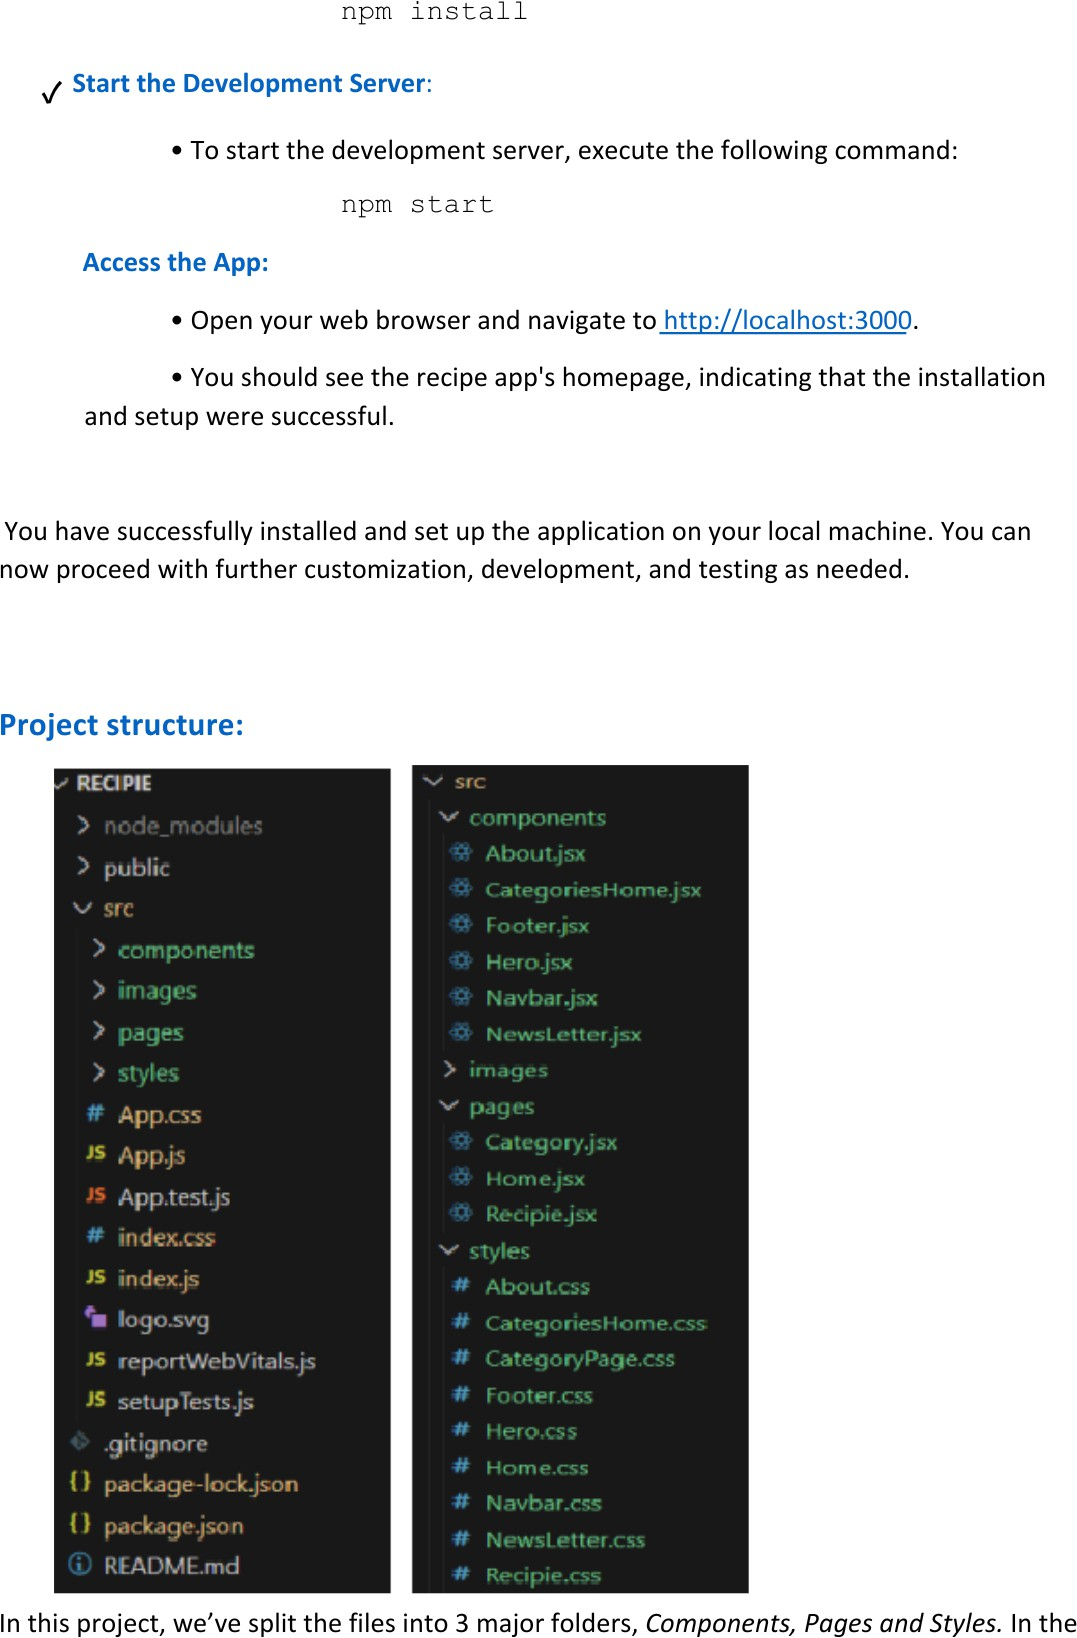 npm install
✓ Start the Development Server:
• To start the development server, execute the following command:
npm start
Access the App:
• Open your web browser and navigate to http://localhost:3000.
• You should see the recipe app's homepage, indicating that the installation
and setup were successful.
You have successfully installed and set up the application on your local machine. You can
now proceed with further customization, development, and testing as needed.
Project structure:
RECIPIE
node_modules
public
src
components
images
pages
styles
# App.css
JS App.js
JS App.test.js
# index.css
JS index.js
logo.svg
JS reportWebVitals.js
JS setupTests.js
.gitignore
{} package-lock.json
{} package.json
README.md
src
components
About.jsx
CategoriesHome.jsx
Footer.jsx
Hero.jsx
Navbar.jsx
NewsLetter.jsx
images
pages
Category.jsx
Home.jsx
Recipie.jsx
styles
# About.css
# CategoriesHome.css
# CategoryPage.css
# Footer.css
# Hero.css
# Home.css
# Navbar.css
# NewsLetter.css
# Recipie.css
In this project, we’ve split the files into 3 major folders, Components, Pages and Styles. In the